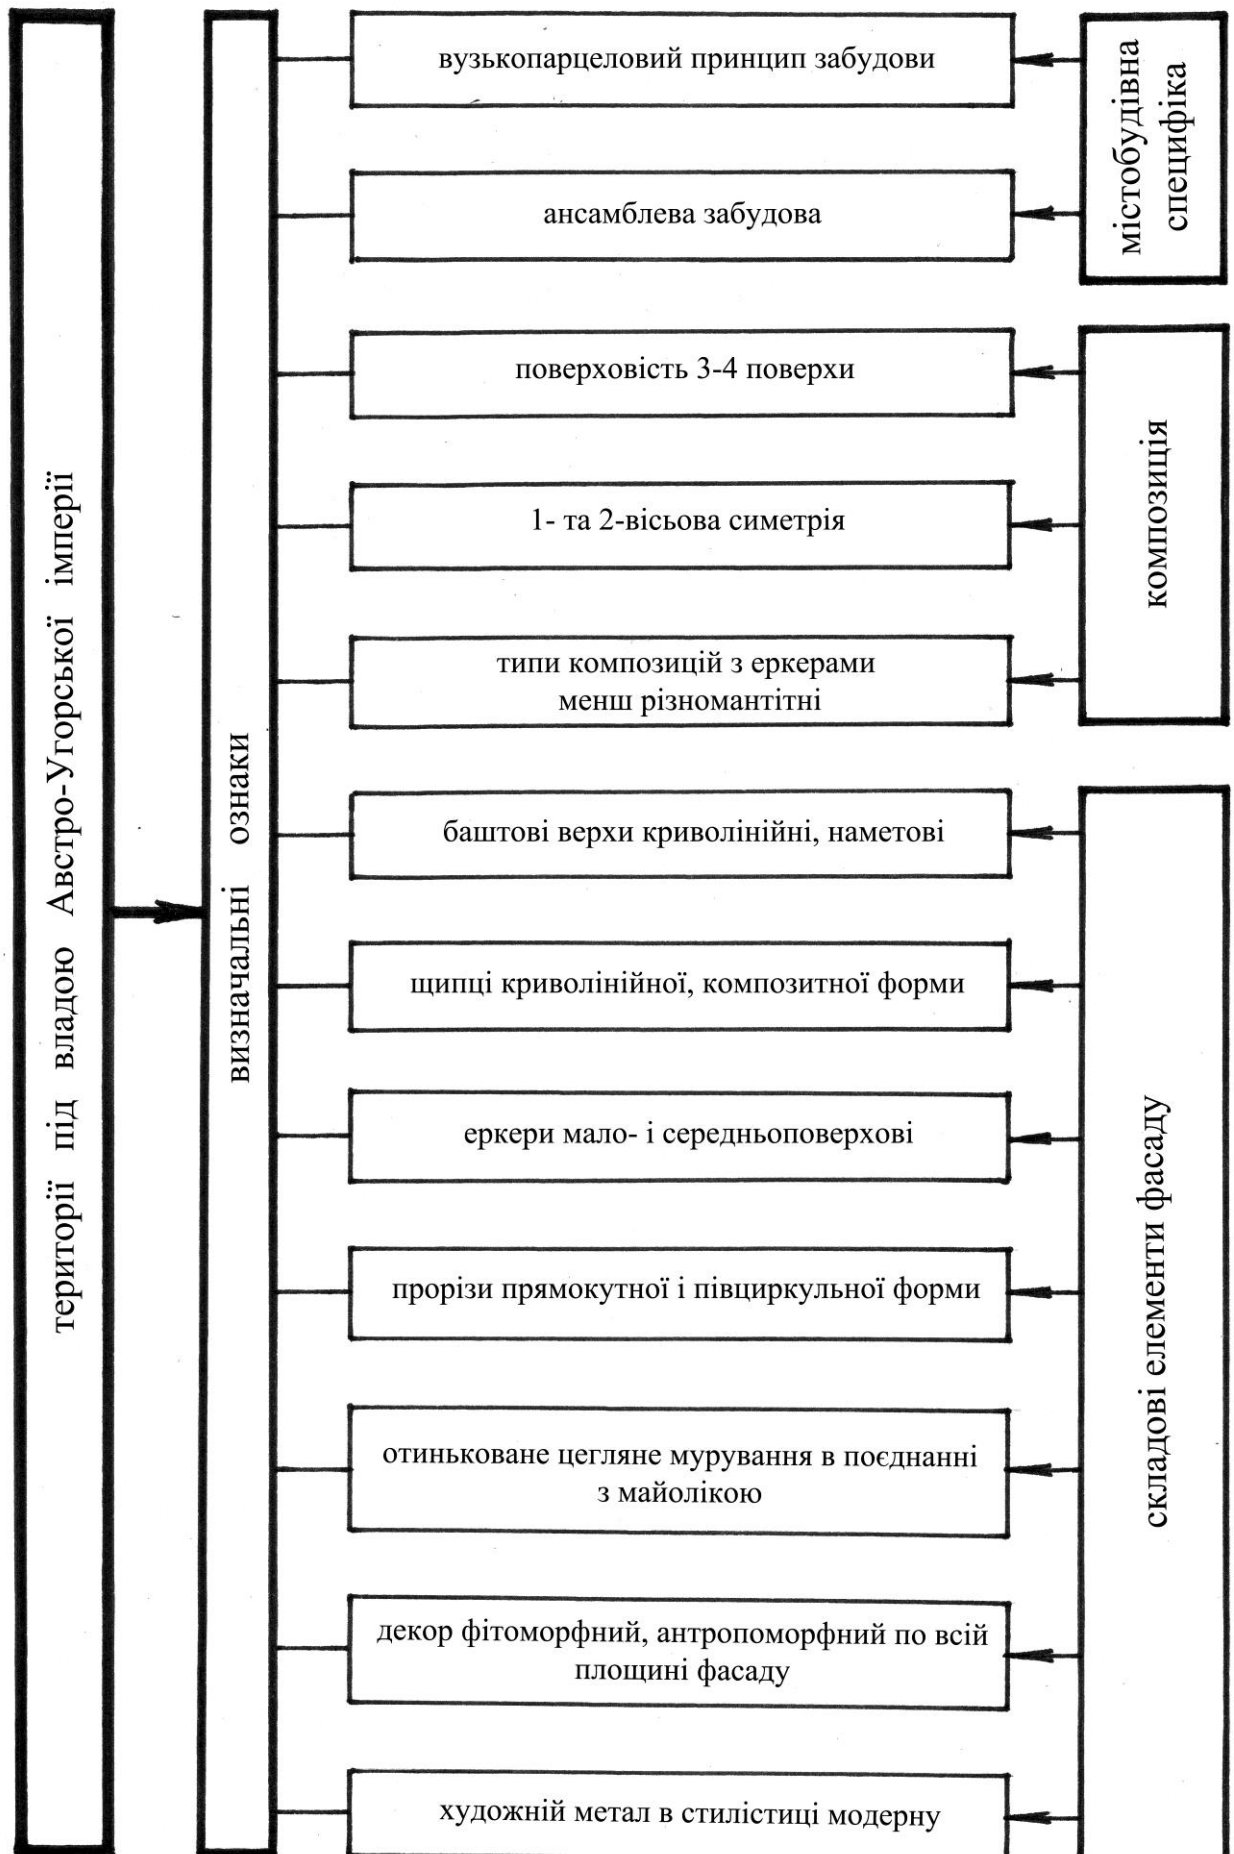 території під владою Австро-Угорської імперії
визначальні ознаки
вузькопарцеловий принцип забудови
ансамблева забудова
поверховість 3-4 поверхи
1- та 2-вісьова симетрія
типи композицій з еркерами
менш різномантітні
баштові верхи криволінійні, наметові
щипці криволінійної, композитної форми
еркери мало- і середньоповерхові
прорізи прямокутної і півциркульної форми
отиньковане цегляне мурування в поєднанні
з майолікою
декор фітоморфний, антропоморфний по всій
площині фасаду
художній метал в стилістиці модерну
містобудівна
специфіка
композиція
складові елементи фасаду